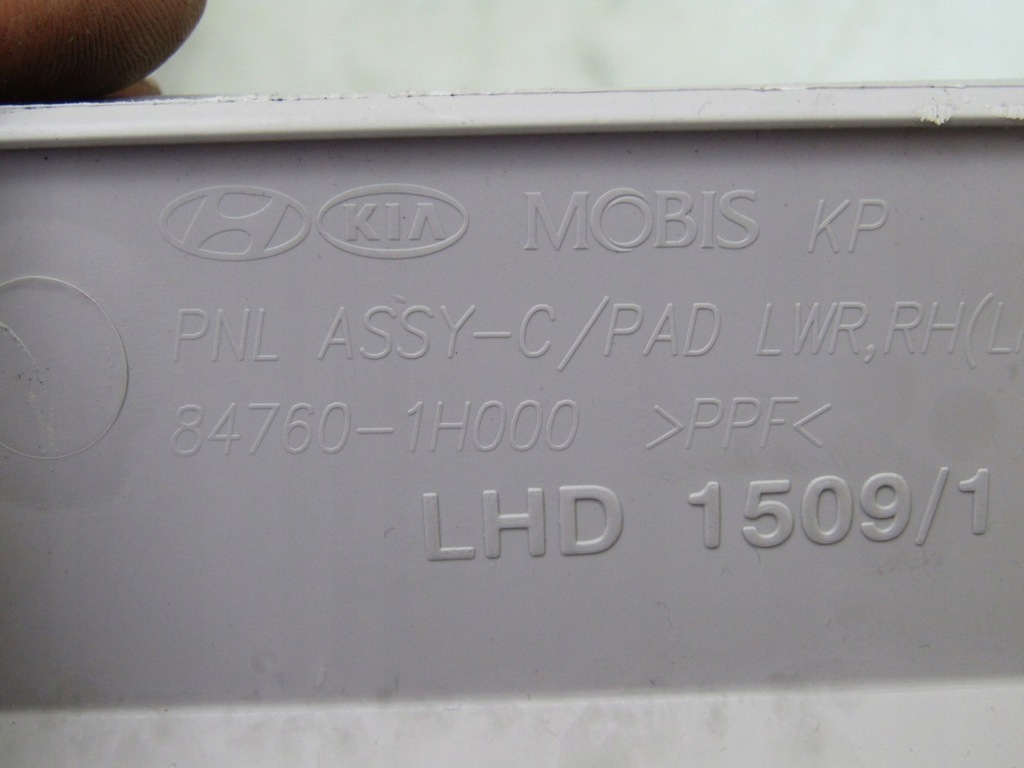 KIA MOBIS KP
PNL ASSY-C/PAD LWR,RH(
84760-1H000 >PPF<
LHD 1509/1